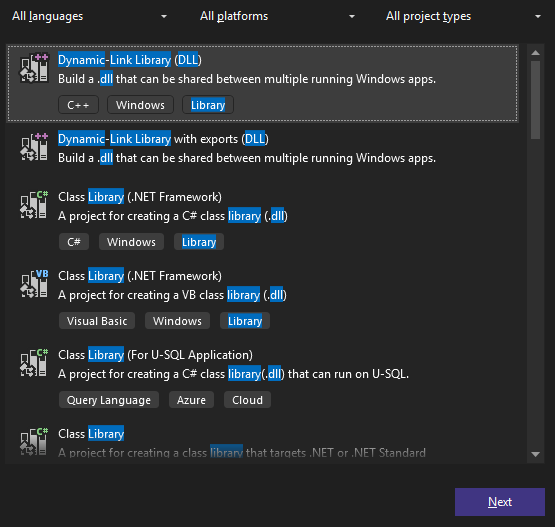 All languages
All platforms
All project types
++
Dynamic-Link Library (DLL)
Build a .dll that can be shared between multiple running Windows apps.
C++ Windows Library
++
Dynamic-Link Library with exports (DLL)
Build a .dll that can be shared between multiple running Windows apps.
C#
Class Library (.NET Framework)
A project for creating a C# class library (.dll)
C# Windows Library
VB
Class Library (.NET Framework)
A project for creating a VB class library (.dll)
Visual Basic Windows Library
C#
Class Library (For U-SQL Application)
A project for creating a C# class library(.dll) that can run on U-SQL.
Query Language Azure Cloud
C#
Class Library
A project for creating a class library that targets .NET or .NET Standard
Next